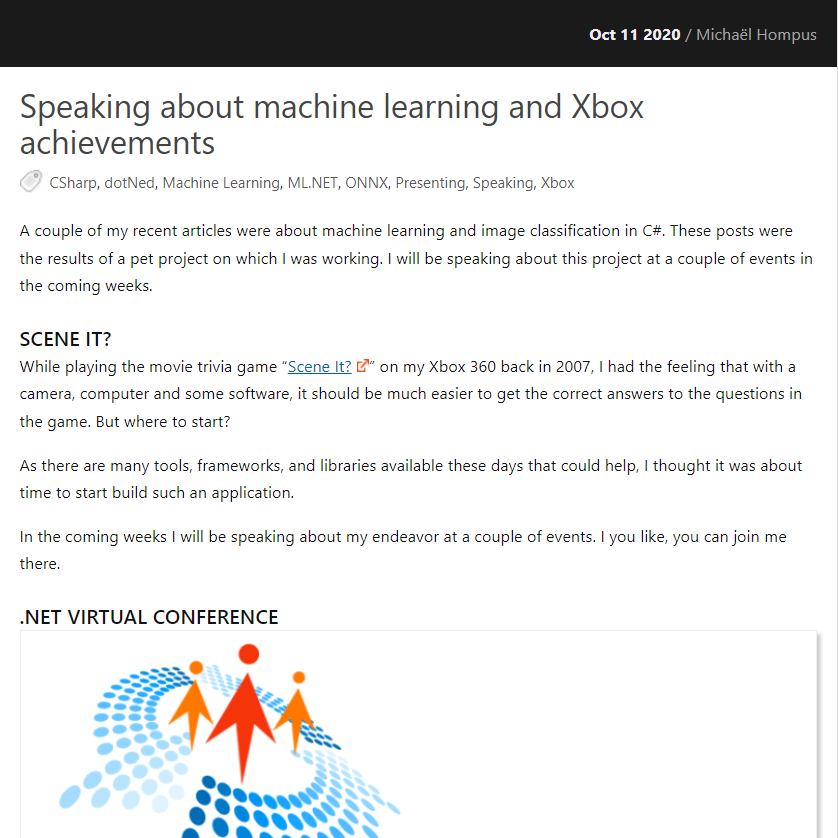 Oct 11 2020 / Michaël Hompus
Speaking about machine learning and Xbox
achievements
CSharp, dotNed, Machine Learning, ML.NET, ONNX, Presenting, Speaking, Xbox
A couple of my recent articles were about machine learning and image classification in C#. These posts were
the results of a pet project on which I was working. I will be speaking about this project at a couple of events in
the coming weeks.
SCENE IT?
While playing the movie trivia game “Scene It? ” on my Xbox 360 back in 2007, I had the feeling that with a
camera, computer and some software, it should be much easier to get the correct answers to the questions in
the game. But where to start?
As there are many tools, frameworks, and libraries available these days that could help, I thought it was about
time to start build such an application.
In the coming weeks I will be speaking about my endeavor at a couple of events. I you like, you can join me
there.
.NET VIRTUAL CONFERENCE